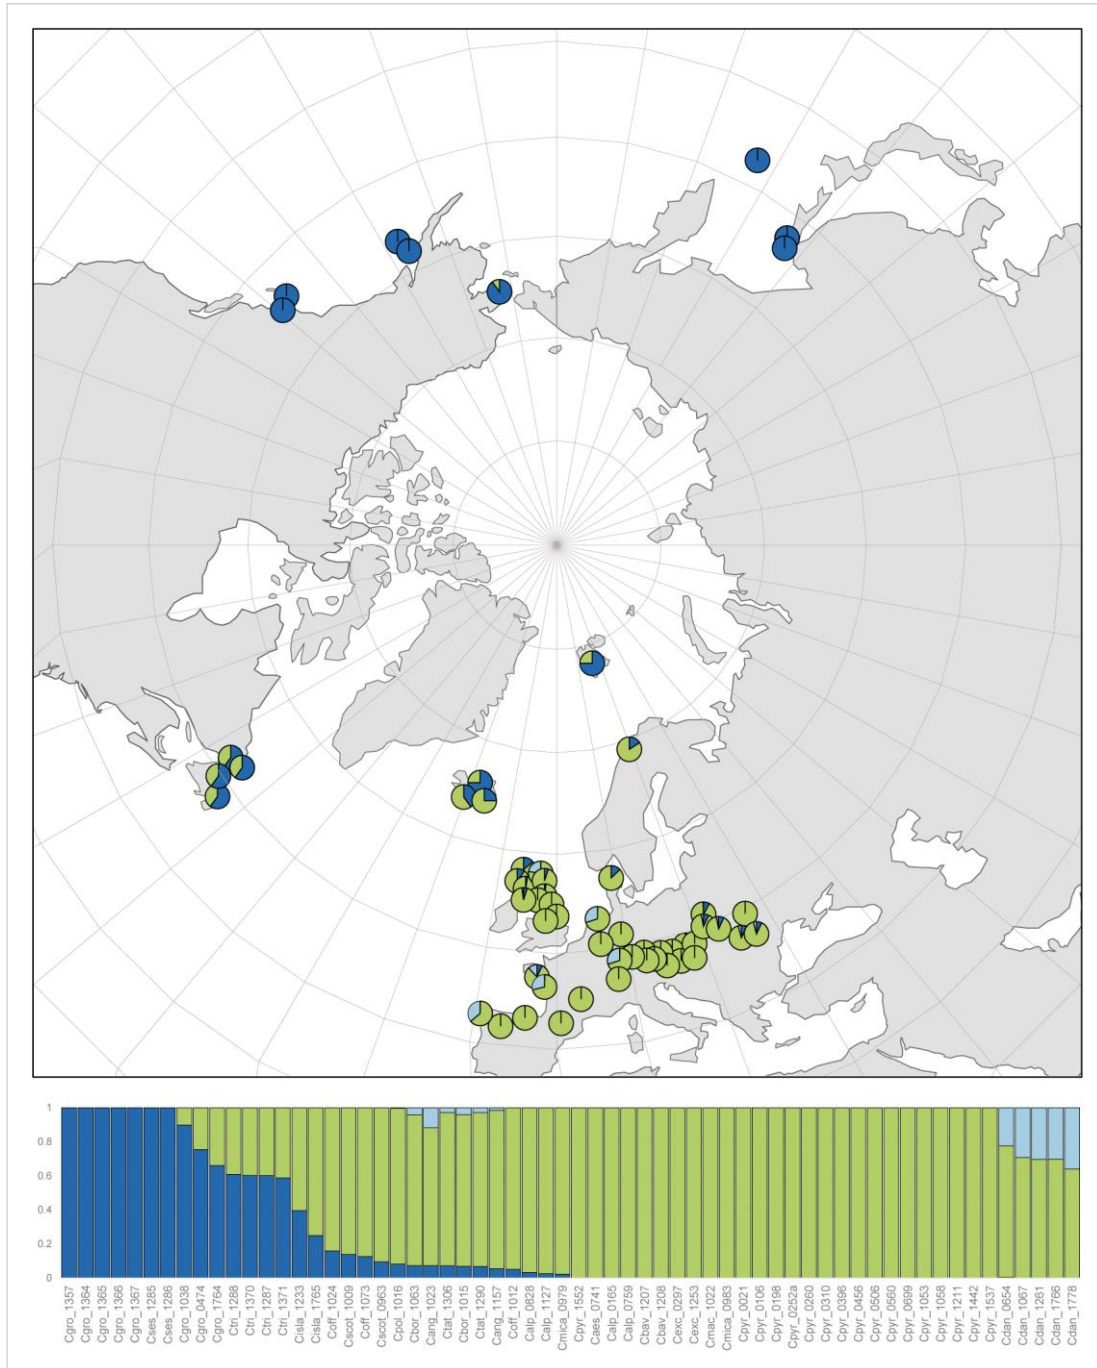 1
0.8
0.6
0.4
0.2
0
Cgro_1357
Cgro_1364
Cgro_1365
Cgro_1366
Cgro_1367
Cses_1285
Cses_1286
Cgro_1038
Cgro_0474
Cgro_1764
Ctri_1288
Ctri_1370
Ctri_1287
Ctri_1371
Cisla_1233
Cisla_1765
Coff_1024
Cscot_1009
Coff_1073
Cscot_0963
Cpol_1016
Cbor_1063
Cang_1023
Ctat_1306
Cbor_1015
Ctat_1290
Cang_1157
Coff_1012
Calp_0828
Calp_1127
Cmica_0979
Cpyr_1552
Caes_0741
Calp_0165
Calp_0759
Cbav_1207
Cbav_1208
Cexc_0297
Cexc_1253
Cmac_1022
Cmica_0983
Cpyr_0021
Cpyr_0106
Cpyr_0198
Cpyr_0252a
Cpyr_0260
Cpyr_0310
Cpyr_0396
Cpyr_0456
Cpyr_0506
Cpyr_0560
Cpyr_0699
Cpyr_1053
Cpyr_1058
Cpyr_1211
Cpyr_1442
Cpyr_1537
Cdan_0654
Cdan_1067
Cdan_1261
Cdan_1766
Cdan_1778